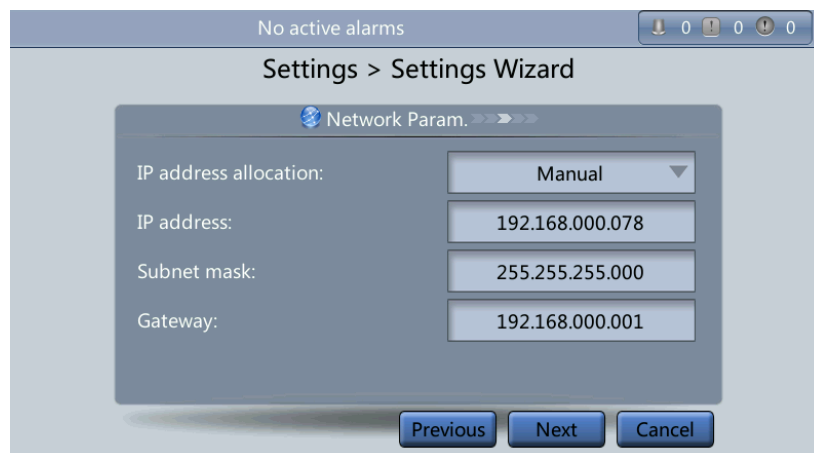 No active alarms 0 0 0
Settings > Settings Wizard
Network Param.
IP address allocation: Manual
IP address: 192.168.000.078
Subnet mask: 255.255.255.000
Gateway: 192.168.000.001
Previous Next Cancel